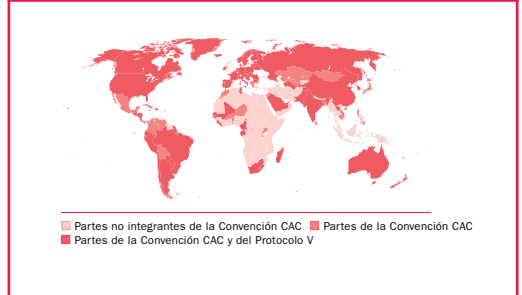 Partes no integrantes de la Convención CAC Partes de la Convención CAC
Partes de la Convención CAC y del Protocolo V